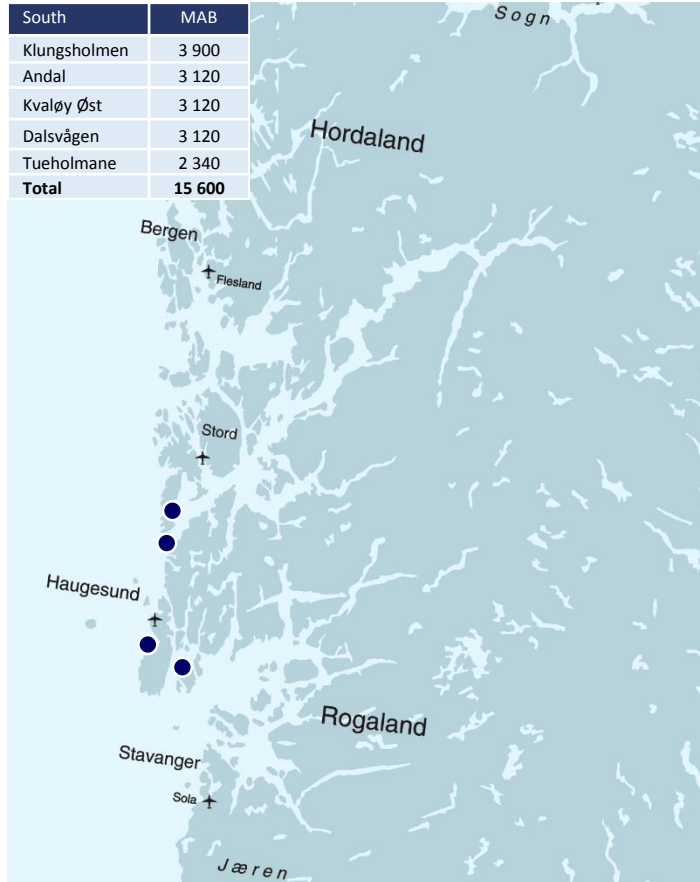 South MAB
Klungsholmen 3 900
Andal 3 120
Kvaløy Øst 3 120
Dalsvågen 3 120
Tueholmane 2 340
Total 15 600
Sogn
Hordaland
Bergen
Flesland
Stord
Haugesund
Rogaland
Stavanger
Sola
Jæren